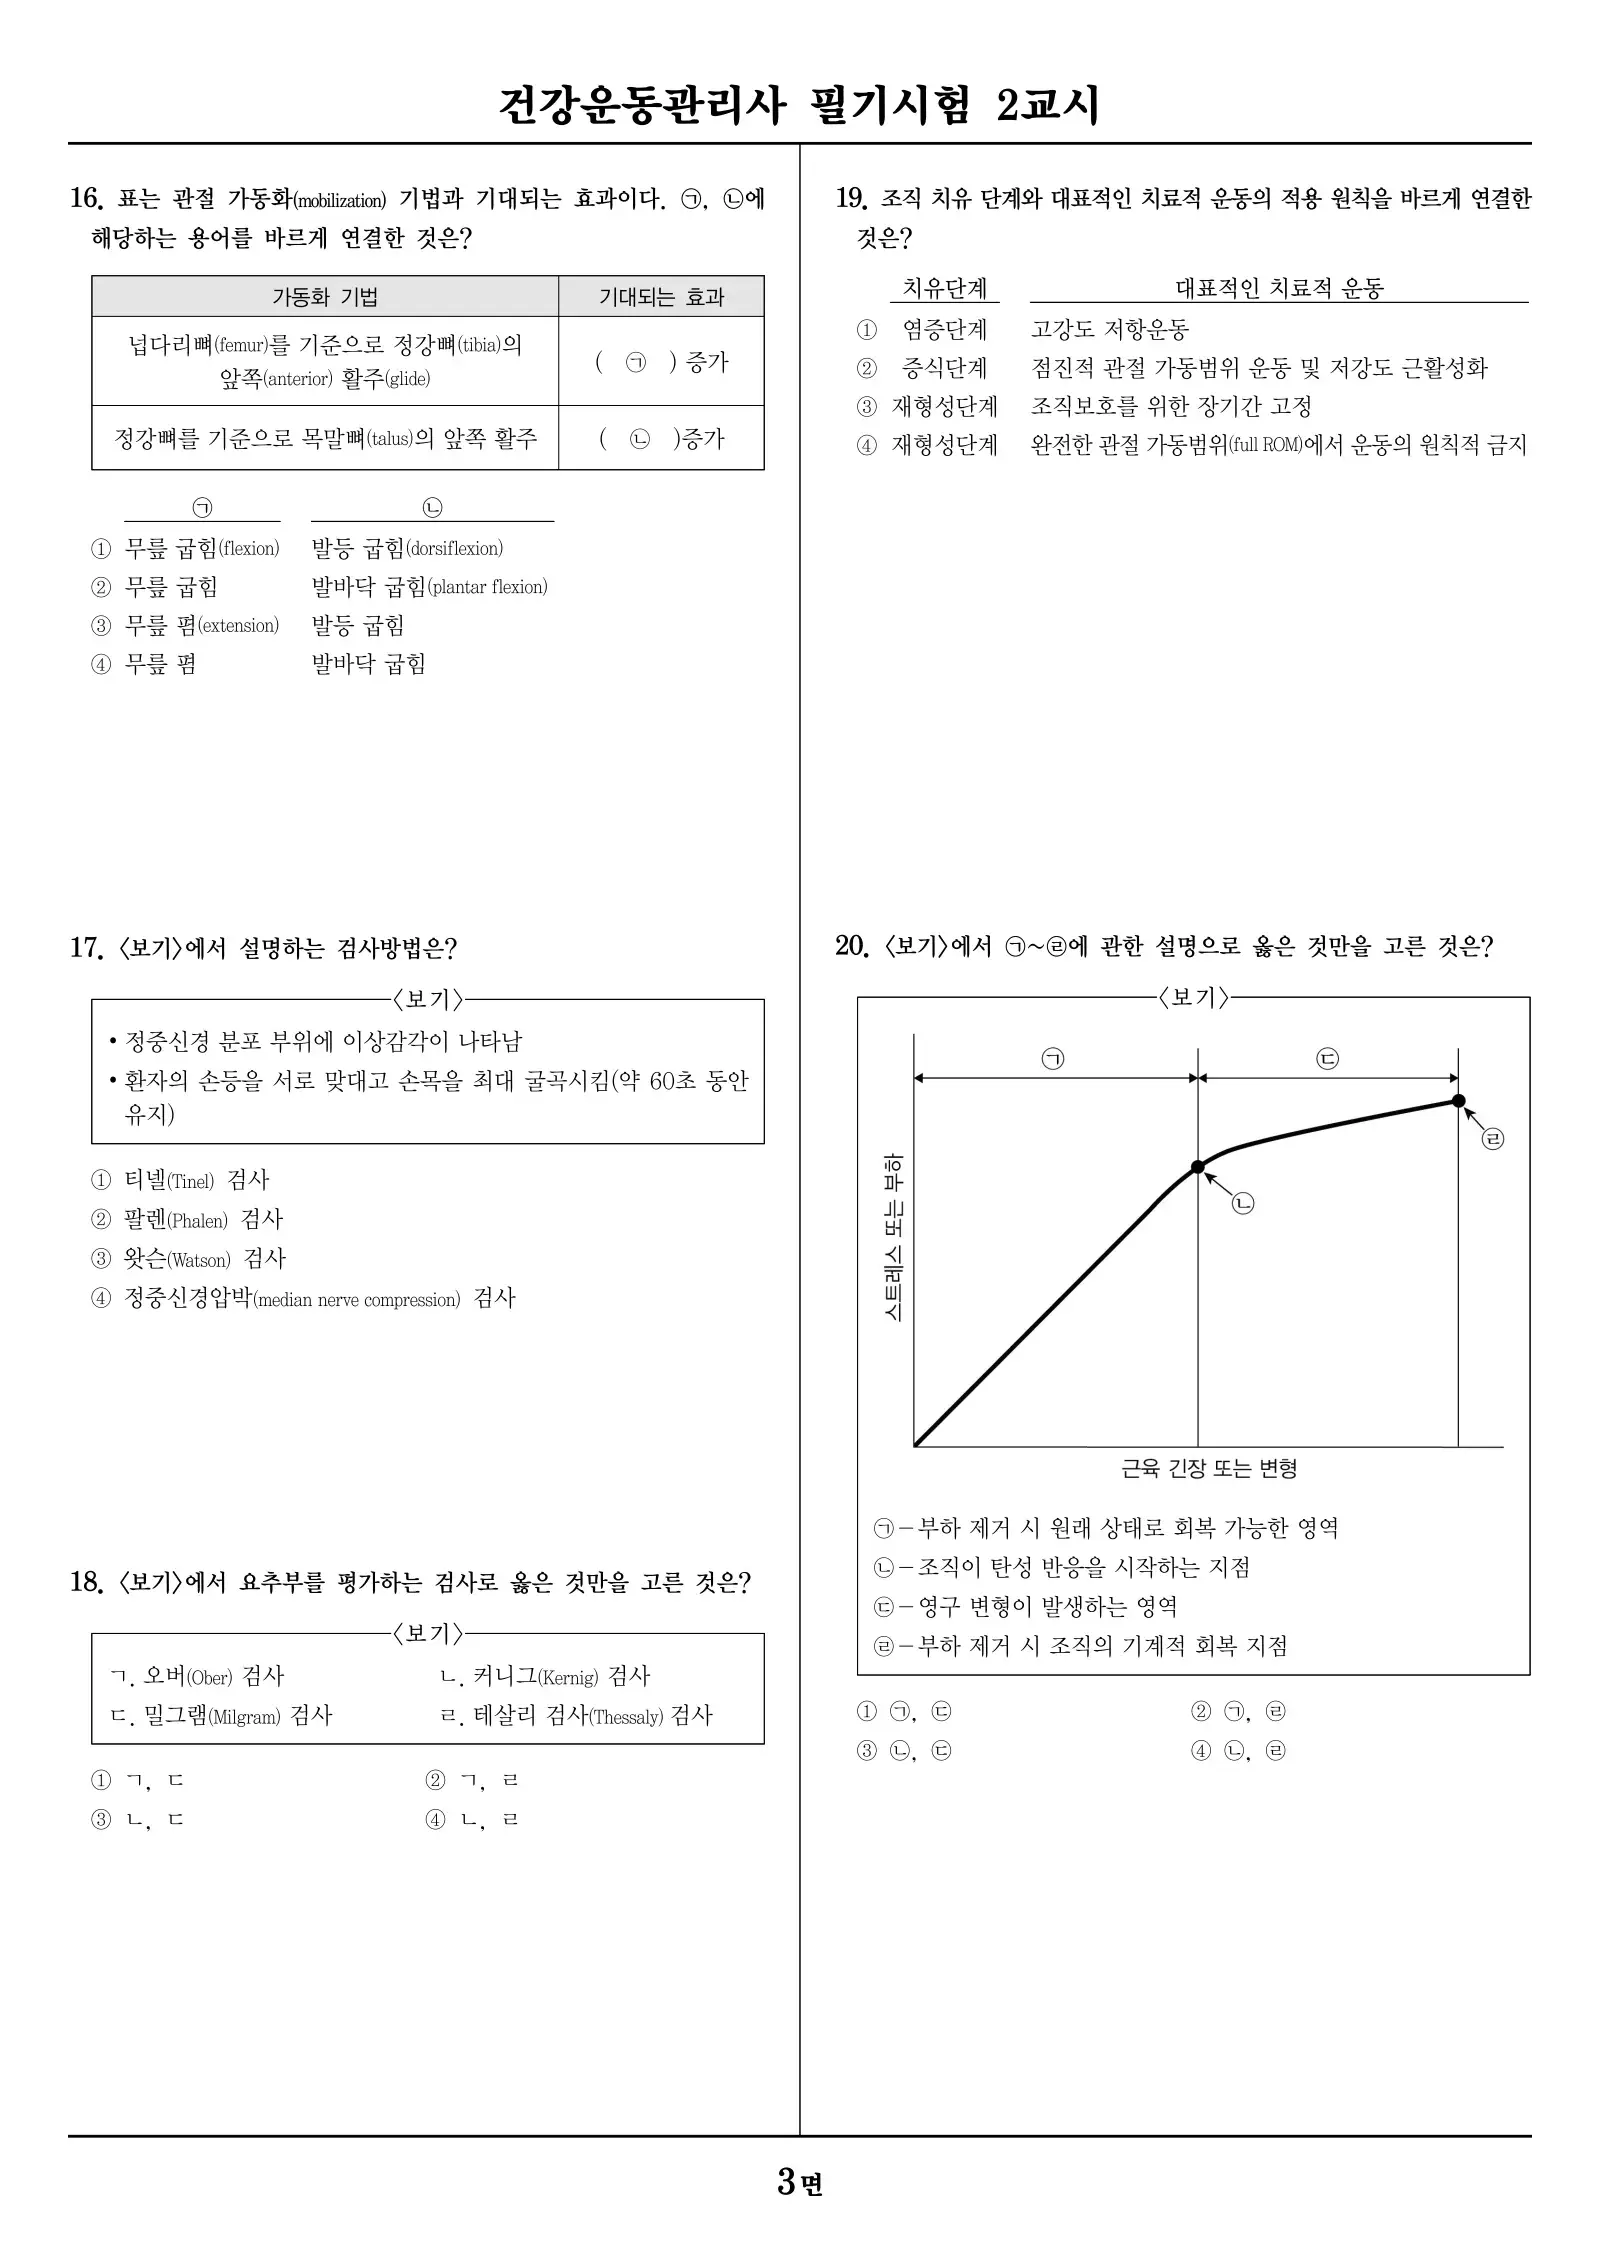 건강운동관리사 필기시험 2교시
16. 표는 관절 가동화(mobilization) 기법과 기대되는 효과이다. ㉠, ㉡에
해당하는 용어를 바르게 연결한 것은?
가동화 기법 기대되는 효과
넙다리뼈(femur)를 기준으로 정강뼈(tibia)의
앞쪽(anterior) 활주(glide)
( ㉠ ) 증가
정강뼈를 기준으로 목말뼈(talus)의 앞쪽 활주 ( ㉡ )증가
㉠ ㉡
① 무릎 굽힘(flexion) 발등 굽힘(dorsiflexion)
② 무릎 굽힘 발바닥 굽힘(plantar flexion)
③ 무릎 폄(extension) 발등 굽힘
④ 무릎 폄 발바닥 굽힘
17. <보기>에서 설명하는 검사방법은?
<보기>
• 정중신경 분포 부위에 이상감각이 나타남
• 환자의 손등을 서로 맞대고 손목을 최대 굴곡시킴(약 60초 동안
유지)
① 티넬(Tinel) 검사
② 팔렌(Phalen) 검사
③ 왓슨(Watson) 검사
④ 정중신경압박(median nerve compression) 검사
18. <보기>에서 요추부를 평가하는 검사로 옳은 것만을 고른 것은?
<보기>
ㄱ. 오버(Ober) 검사 ㄴ. 커니그(Kernig) 검사
ㄷ. 밀그램(Milgram) 검사 ㄹ. 테살리 검사(Thessaly) 검사
① ㄱ, ㄷ ② ㄱ, ㄹ
③ ㄴ, ㄷ ④ ㄴ, ㄹ
19. 조직 치유 단계와 대표적인 치료적 운동의 적용 원칙을 바르게 연결한
것은?
치유단계 대표적인 치료적 운동
① 염증단계 고강도 저항운동
② 증식단계 점진적 관절 가동범위 운동 및 저강도 근활성화
③ 재형성단계 조직보호를 위한 장기간 고정
④ 재형성단계 완전한 관절 가동범위(full ROM)에서 운동의 원칙적 금지
20. <보기>에서 ㉠~㉣에 관한 설명으로 옳은 것만을 고른 것은?
<보기>
㉠ ㉢
㉣
㉡
스트레스 또는 부하
근육 긴장 또는 변형
㉠-부하 제거 시 원래 상태로 회복 가능한 영역
㉡-조직이 탄성 반응을 시작하는 지점
㉢-영구 변형이 발생하는 영역
㉣-부하 제거 시 조직의 기계적 회복 지점
① ㉠, ㉢ ② ㉠, ㉣
③ ㉡, ㉢ ④ ㉡, ㉣
3면